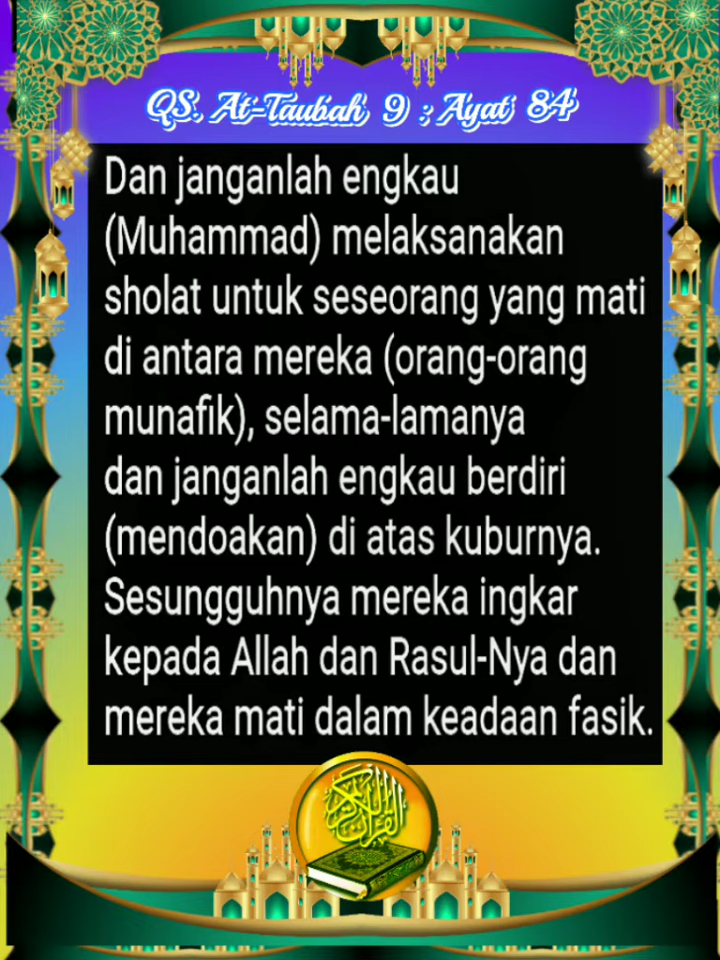 QS. At-Taubah 9 : Ayat 84
Dan janganlah engkau
(Muhammad) melaksanakan
sholat untuk seseorang yang mati
di antara mereka (orang-orang
munafik), selama-lamanya
dan janganlah engkau berdiri
(mendoakan) di atas kuburnya.
Sesungguhnya mereka ingkar
kepada Allah dan Rasul-Nya dan
mereka mati dalam keadaan fasik.
القرآن الكريم